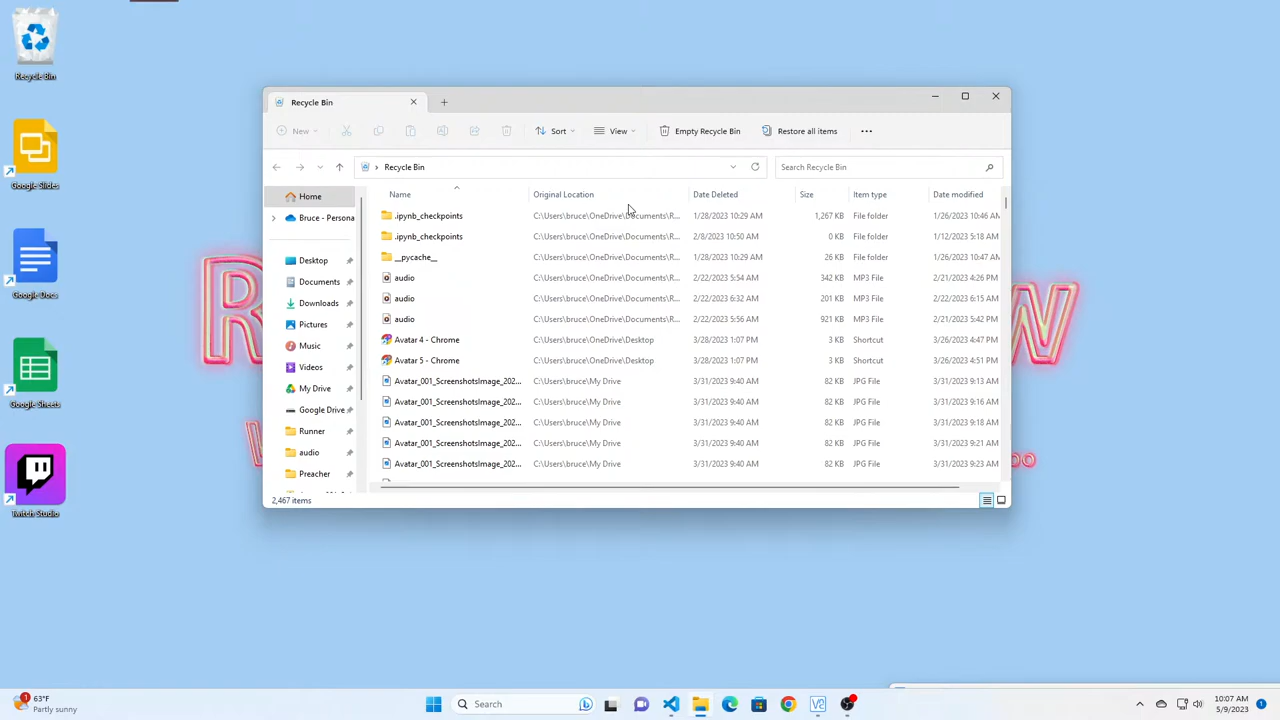 Recycle Bin
Google Slides
Google Docs
Google Sheets
Twitch Studio
Recycle Bin
New
Sort
View
Empty Recycle Bin
Restore all items
Recycle Bin
Search Recycle Bin
Home
Bruce - Persona
Desktop
Documents
Downloads
Pictures
Music
Videos
My Drive
Google Drive
Runner
audio
Preacher
Name Original Location Date Deleted Size Item type Date modified
.ipynb_checkpoints C:\Users\bruce\OneDrive\Documents\R... 1/28/2023 10:29 AM 1,267 KB File folder 1/26/2023 10:46 AM
.ipynb_checkpoints C:\Users\bruce\OneDrive\Documents\R... 2/8/2023 10:50 AM 0 KB File folder 1/12/2023 5:18 AM
__pycache__ C:\Users\bruce\OneDrive\Documents\R... 1/28/2023 10:29 AM 26 KB File folder 1/26/2023 10:47 AM
audio C:\Users\bruce\OneDrive\Documents\R... 2/22/2023 5:54 AM 342 KB MP3 File 2/21/2023 4:26 PM
audio C:\Users\bruce\OneDrive\Documents\R... 2/22/2023 6:32 AM 201 KB MP3 File 2/22/2023 6:15 AM
audio C:\Users\bruce\OneDrive\Documents\R... 2/22/2023 5:56 AM 921 KB MP3 File 2/21/2023 5:42 PM
Avatar 4 - Chrome C:\Users\bruce\OneDrive\Desktop 3/28/2023 1:07 PM 3 KB Shortcut 3/26/2023 4:47 PM
Avatar 5 - Chrome C:\Users\bruce\OneDrive\Desktop 3/28/2023 1:07 PM 3 KB Shortcut 3/26/2023 4:51 PM
Avatar_001_ScreenshotsImage_202... C:\Users\bruce\My Drive 3/31/2023 9:40 AM 82 KB JPG File 3/31/2023 9:13 AM
Avatar_001_ScreenshotsImage_202... C:\Users\bruce\My Drive 3/31/2023 9:40 AM 82 KB JPG File 3/31/2023 9:16 AM
Avatar_001_ScreenshotsImage_202... C:\Users\bruce\My Drive 3/31/2023 9:40 AM 82 KB JPG File 3/31/2023 9:18 AM
Avatar_001_ScreenshotsImage_202... C:\Users\bruce\My Drive 3/31/2023 9:40 AM 82 KB JPG File 3/31/2023 9:21 AM
Avatar_001_ScreenshotsImage_202... C:\Users\bruce\My Drive 3/31/2023 9:40 AM 82 KB JPG File 3/31/2023 9:23 AM
2,467 items
1
63°F
Partly sunny
Search
10:07 AM
5/9/2023